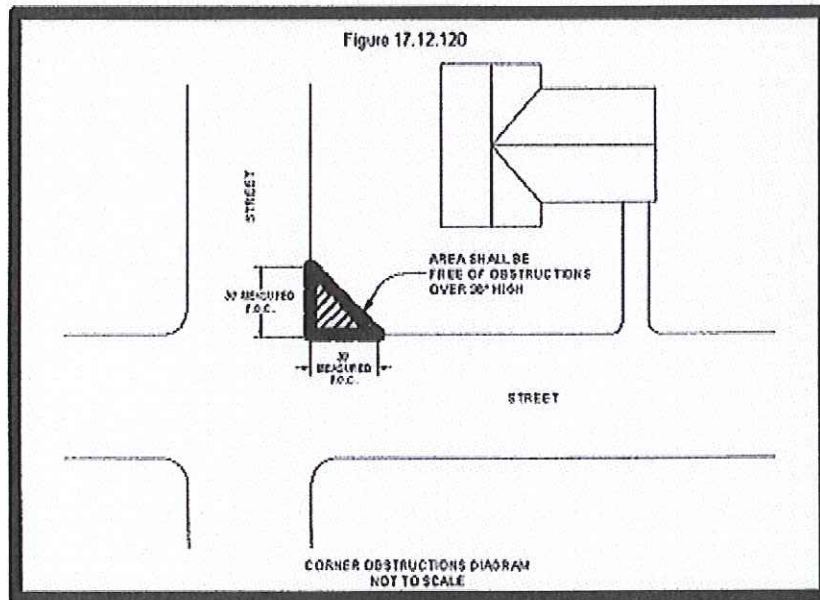 Figure 17.12.120
STREET
AREA SHALL BE
FREE OF OBSTRUCTIONS
OVER HIGH
30' MEASURED
F.O.C.
30'
MEASURED
F.O.C.
STREET
CORNER OBSTRUCTIONS DIAGRAM
NOT TO SCALE